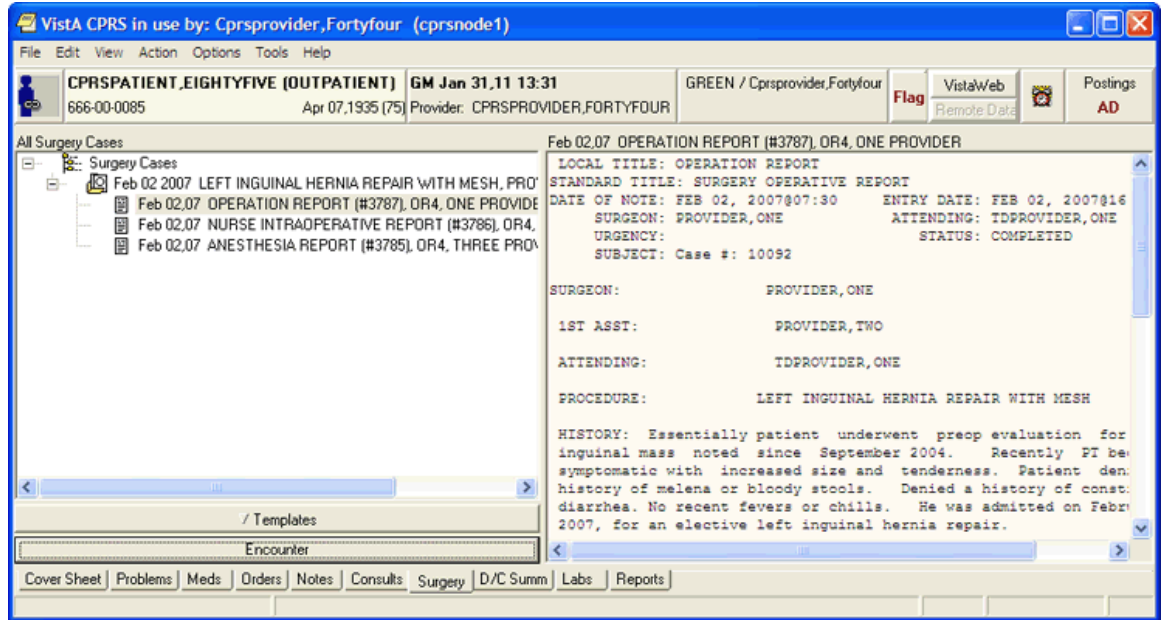 VistA CPRS in use by: Cprsprovider,Fortyfour (cprsnode1)
File Edit View Action Options Tools Help
CPRSPATIENT,EIGHTYFIVE (OUTPATIENT) GM Jan 31,11 13:31 GREEN / Cprsprovider,Fortyfour Flag VistaWeb Postings
666-00-0085 Apr 07,1935 (75) Provider: CPRSPROVIDER,FORTYFOUR Remote Data AD
All Surgery Cases
Surgery Cases
Feb 02 2007 LEFT INGUINAL HERNIA REPAIR WITH MESH, PRO
Feb 02,07 OPERATION REPORT (#3787), OR4, ONE PROVIDE
Feb 02,07 NURSE INTRAOPERATIVE REPORT (#3786), OR4,
Feb 02,07 ANESTHESIA REPORT (#3785), OR4, THREE PRO
/ Templates
Encounter
Feb 02,07 OPERATION REPORT (#3787), OR4, ONE PROVIDER
LOCAL TITLE: OPERATION REPORT
STANDARD TITLE: SURGERY OPERATIVE REPORT
DATE OF NOTE: FEB 02, 2007@07:30 ENTRY DATE: FEB 02, 2007@16
SURGEON: PROVIDER,ONE ATTENDING: TDPROVIDER,ONE
URGENCY: STATUS: COMPLETED
SUBJECT: Case #: 10092
SURGEON: PROVIDER,ONE
1ST ASST: PROVIDER,TWO
ATTENDING: TDPROVIDER,ONE
PROCEDURE: LEFT INGUINAL HERNIA REPAIR WITH MESH
HISTORY: Essentially patient underwent preop evaluation for
inguinal mass noted since September 2004. Recently PT be
symptomatic with increased size and tenderness. Patient den
history of melena or bloody stools. Denied a history of const
diarrhea. No recent fevers or chills. He was admitted on Febr
2007, for an elective left inguinal hernia repair.
Cover Sheet Problems Meds Orders Notes Consults Surgery D/C Summ Labs Reports